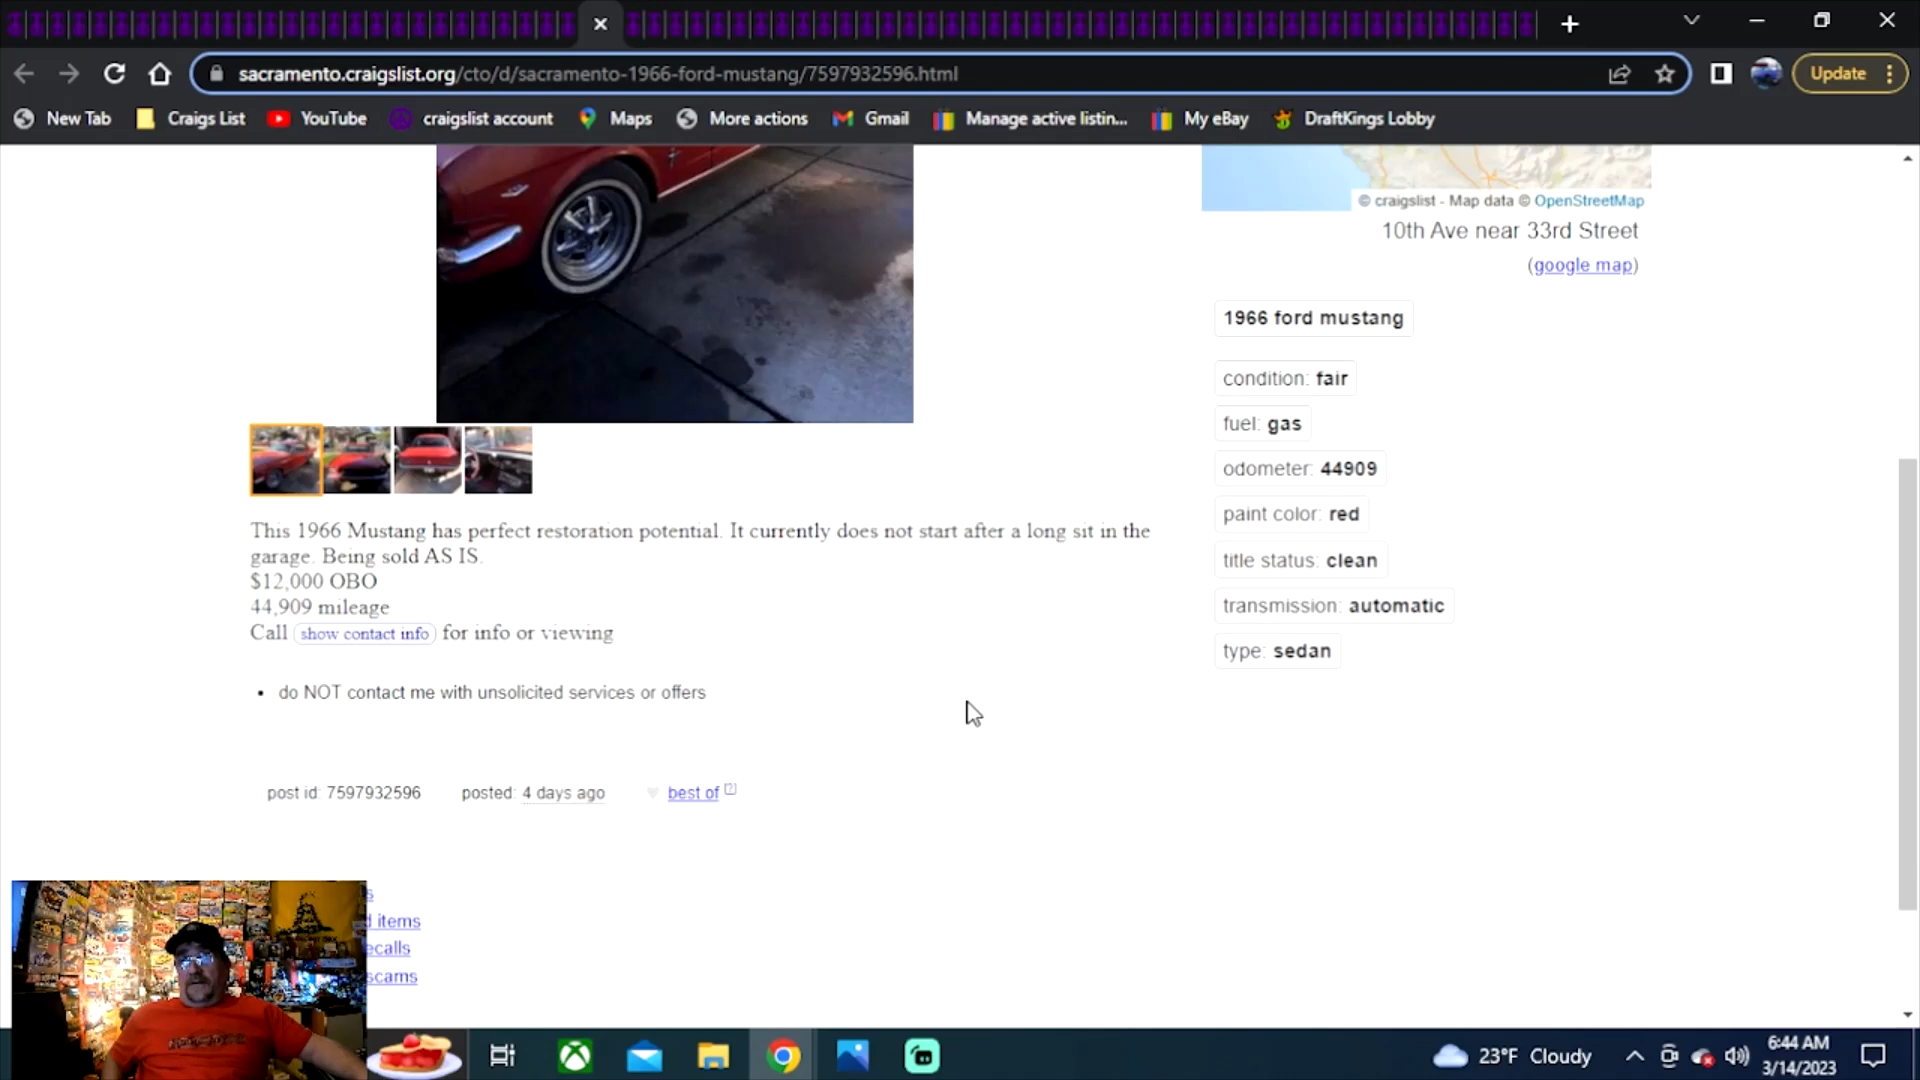 sacramento.craigslist.org/cto/d/sacramento-1966-ford-mustang/7597932596.html
Update
New Tab
Craigs List
YouTube
craigslist account
Maps
More actions
Gmail
Manage active listin...
My eBay
DraftKings Lobby
© craigslist - Map data © OpenStreetMap
10th Ave near 33rd Street
(google map)
1966 ford mustang
condition: fair
fuel: gas
odometer: 44909
paint color: red
title status: clean
transmission: automatic
type: sedan
This 1966 Mustang has perfect restoration potential. It currently does not start after a long sit in the
garage. Being sold AS IS.
$12,000 OBO
44,909 mileage
Call show contact info for info or viewing
• do NOT contact me with unsolicited services or offers
post id: 7597932596
posted: 4 days ago
best of [?]
items
scams
23°F Cloudy
6:44 AM
3/14/2023